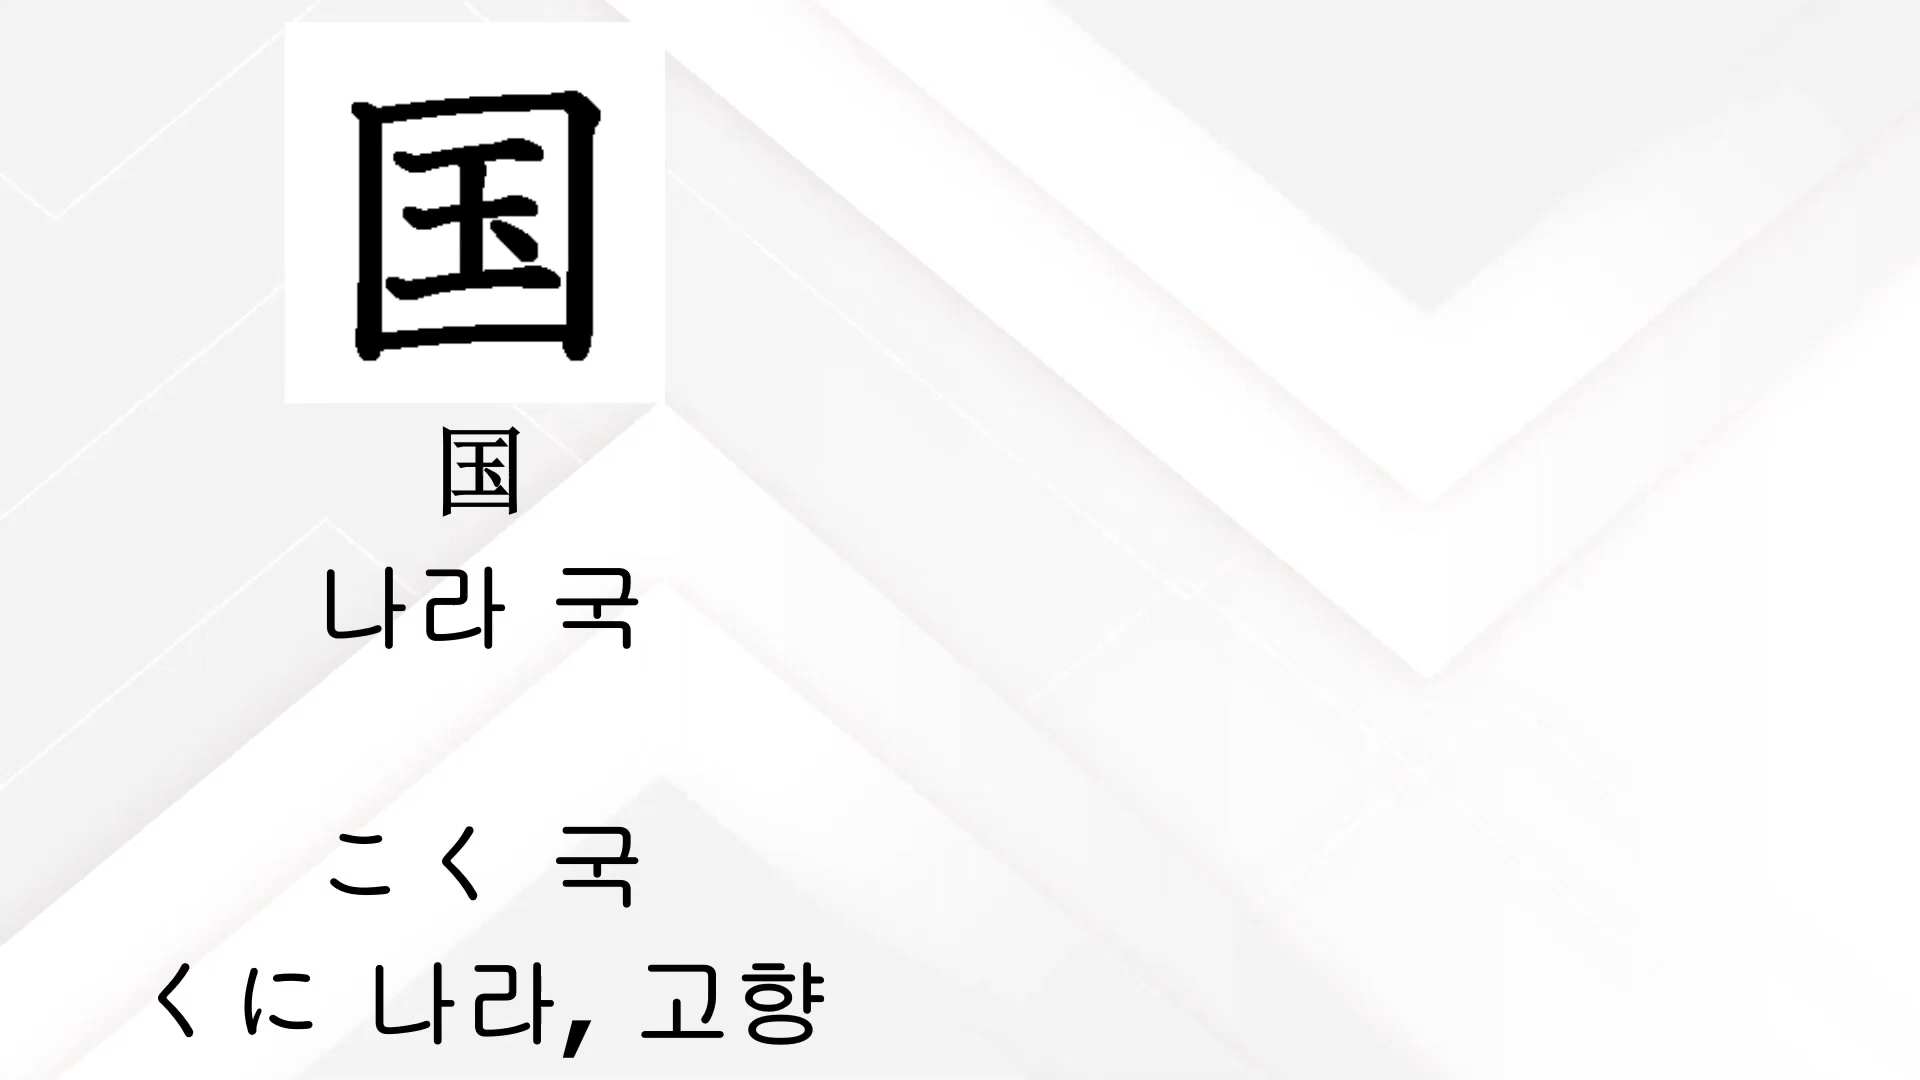 国
国
나라 국
こく 국
くに 나라, 고향